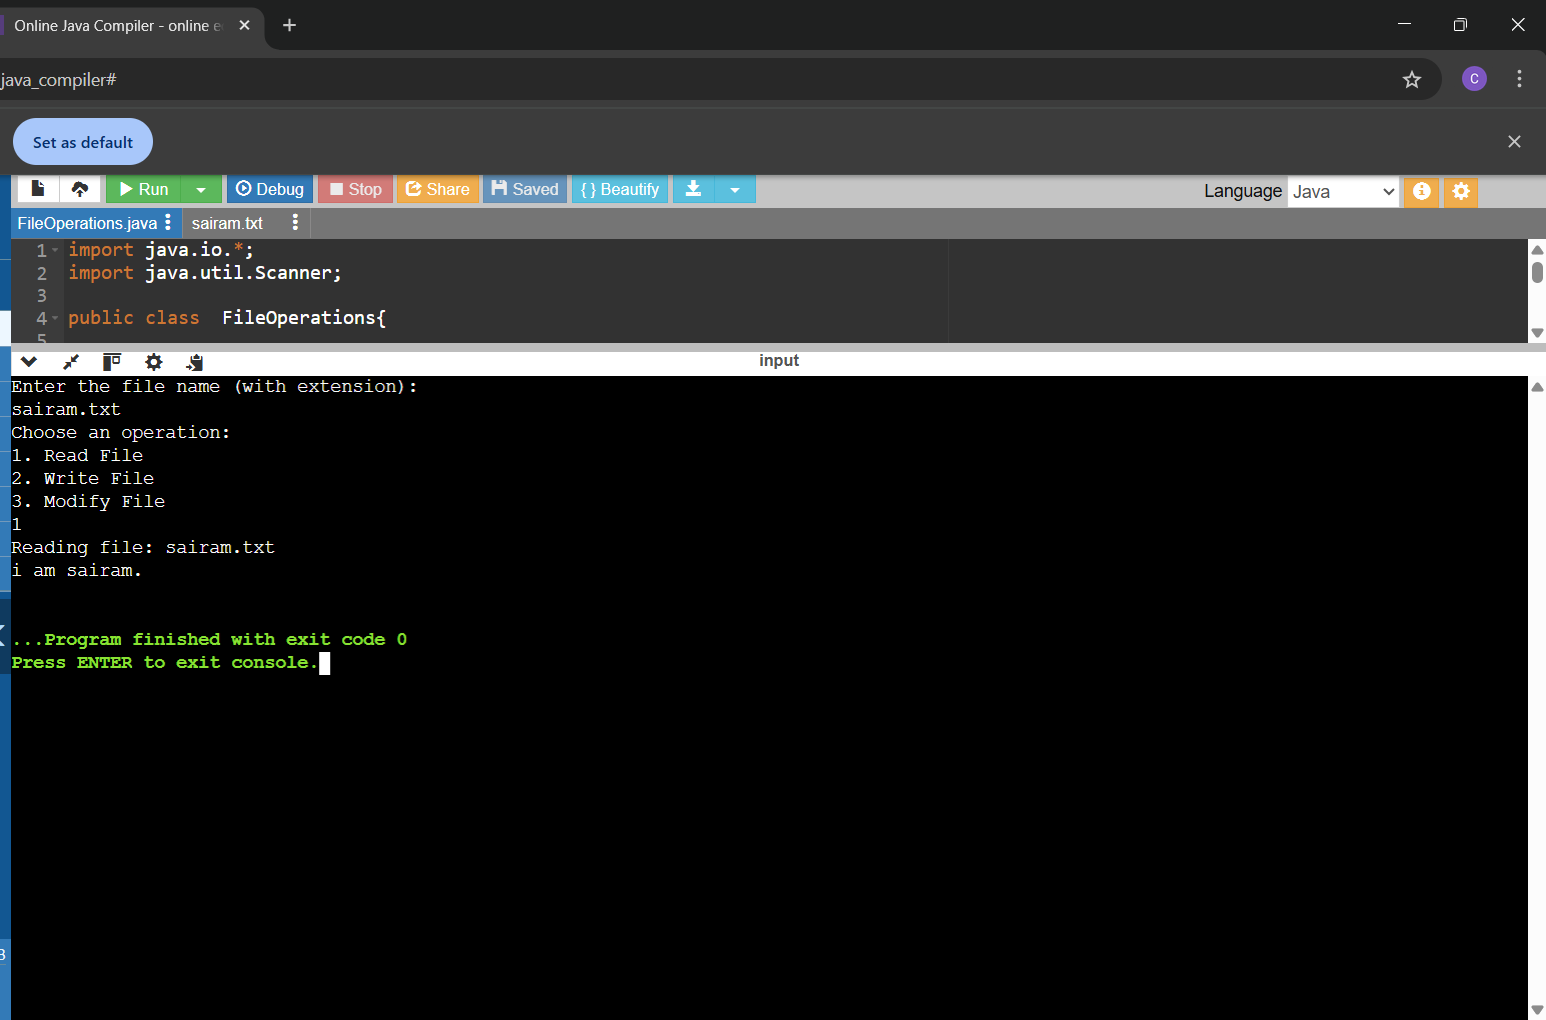 Online Java Compiler - online e
java_compiler#
C
Set as default
Run Debug Stop Share Saved {} Beautify Language Java
FileOperations.java sairam.txt
1 import java.io.*;
2 import java.util.Scanner;
3
4 public class  FileOperations{
5
input
Enter the file name (with extension):
sairam.txt
Choose an operation:
1. Read File
2. Write File
3. Modify File
1
Reading file: sairam.txt
i am sairam.
...Program finished with exit code 0
Press ENTER to exit console.